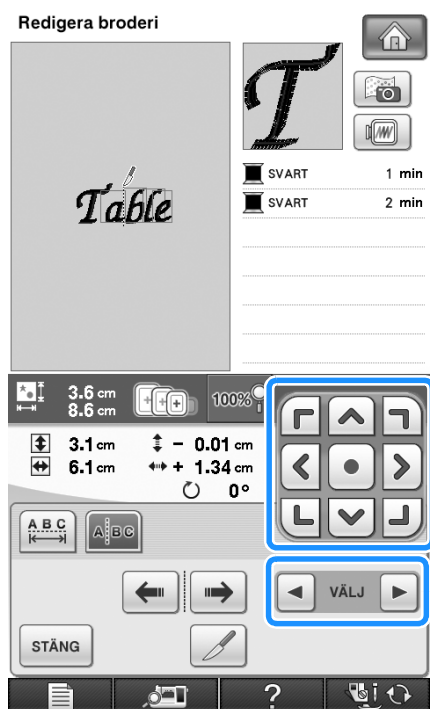 Redigera broderi
Table
T
SVART 1 min
SVART 2 min
3.6 cm
8.6 cm
100%
3.1 cm - 0.01 cm
6.1 cm + 1.34 cm
0°
A B C
A BC
VÄLJ
STÄNG
?